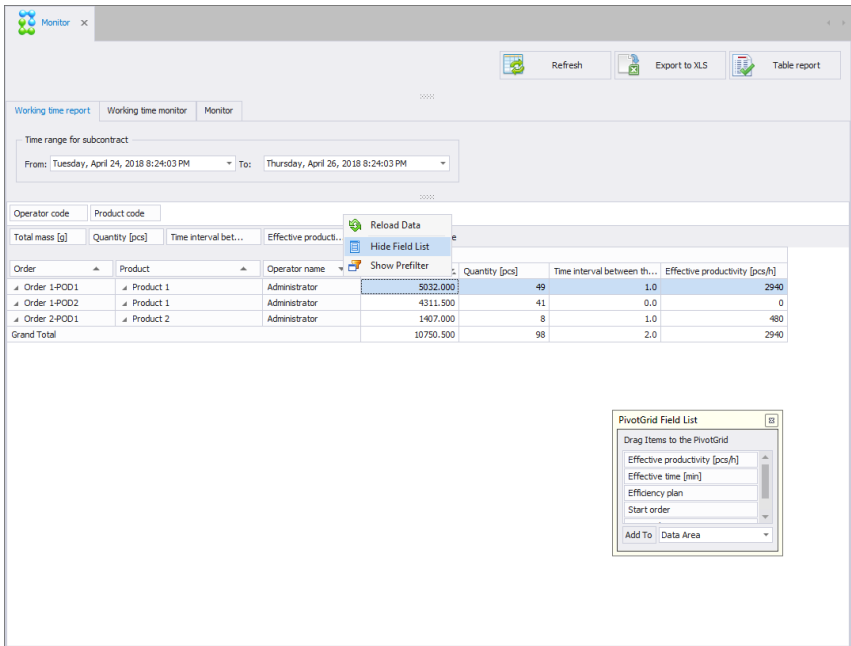 Monitor
Refresh Export to XLS Table report
Working time report Working time monitor Monitor
Time range for subcontract
From: Tuesday, April 24, 2018 8:24:03 PM To: Thursday, April 26, 2018 8:24:03 PM
Operator code Product code
Reload Data
Total mass [g] Quantity [pcs] Time interval bet... Effective producti...
Hide Field List
Show Prefilter
Order Product Operator name Quantity [pcs] Time interval between th... Effective productivity [pcs/h]
Order 1-POD1 Product 1 Administrator 5032.000 49 1.0 2940
Order 1-POD2 Product 1 Administrator 4311.500 41 0.0 0
Order 2-POD1 Product 2 Administrator 1407.000 8 1.0 480
Grand Total 10750.500 98 2.0 2940
PivotGrid Field List
Drag Items to the PivotGrid
Effective productivity [pcs/h]
Effective time [min]
Efficiency plan
Start order
Add To Data Area